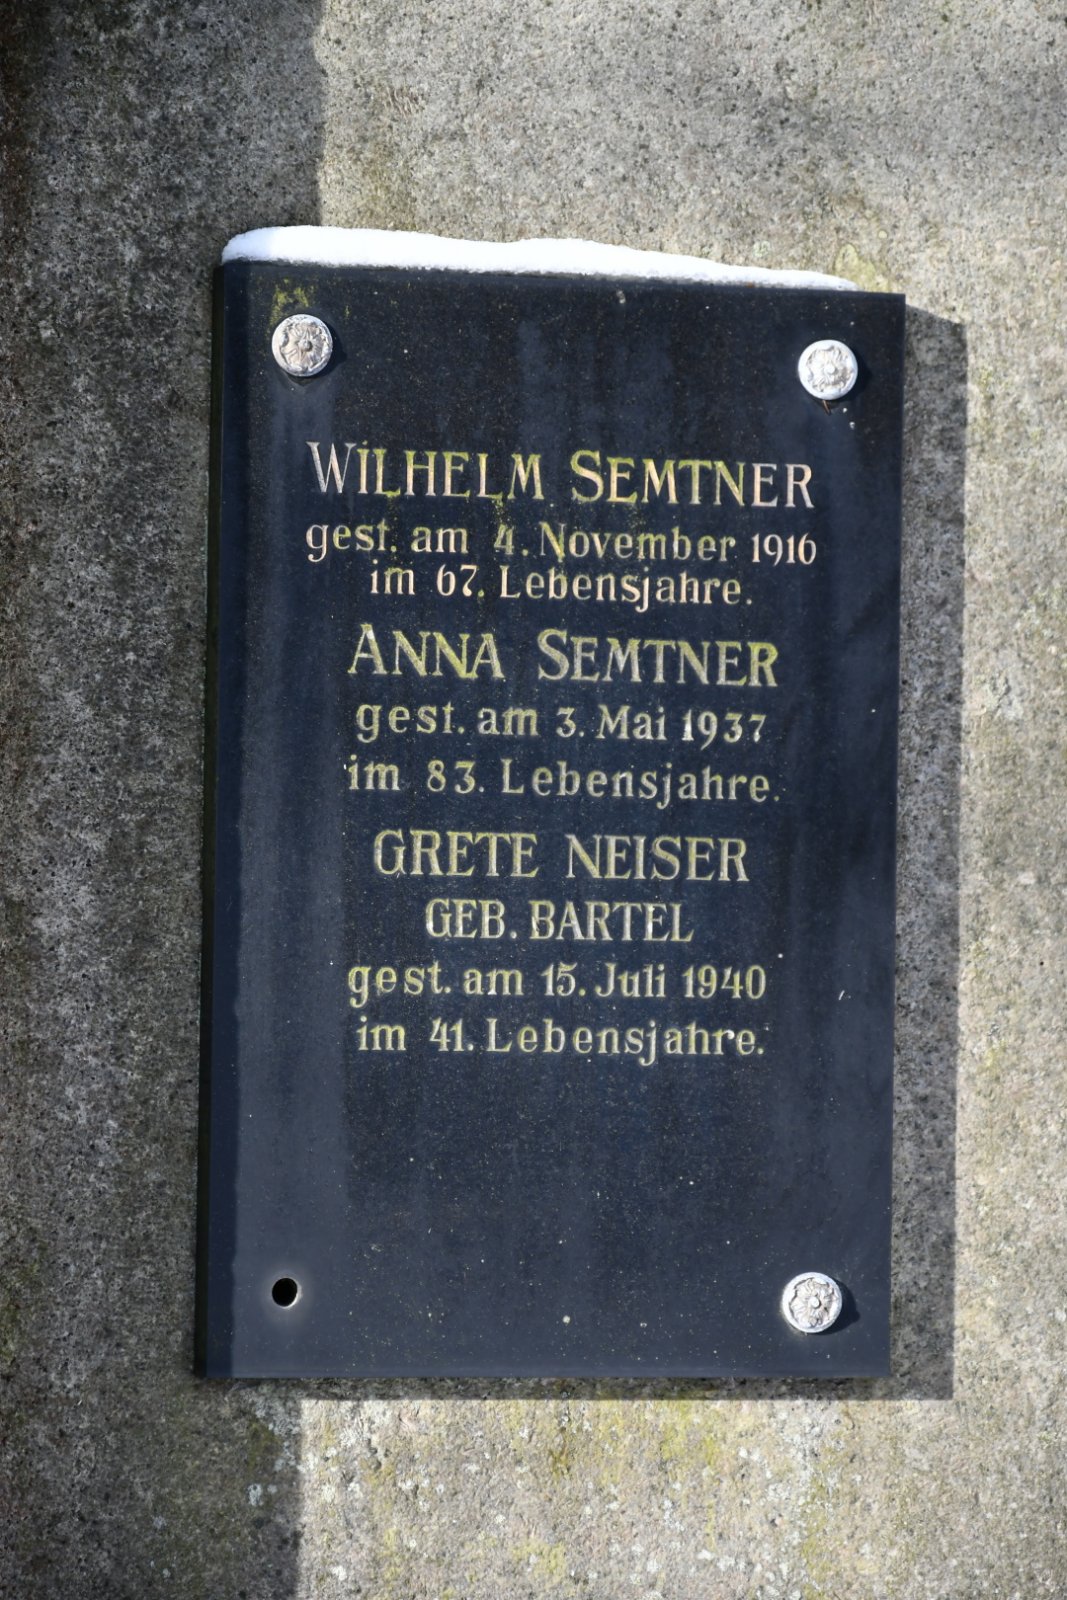 WILHELM SEMTNER
gest. am 4. November 1916
im 67. Lebensjahre.
ANNA SEMTNER
gest. am 3. Mai 1937
im 83. Lebensjahre.
GRETE NEISER
GEB. BARTEL
gest. am 15. Juli 1940
im 41. Lebensjahre.